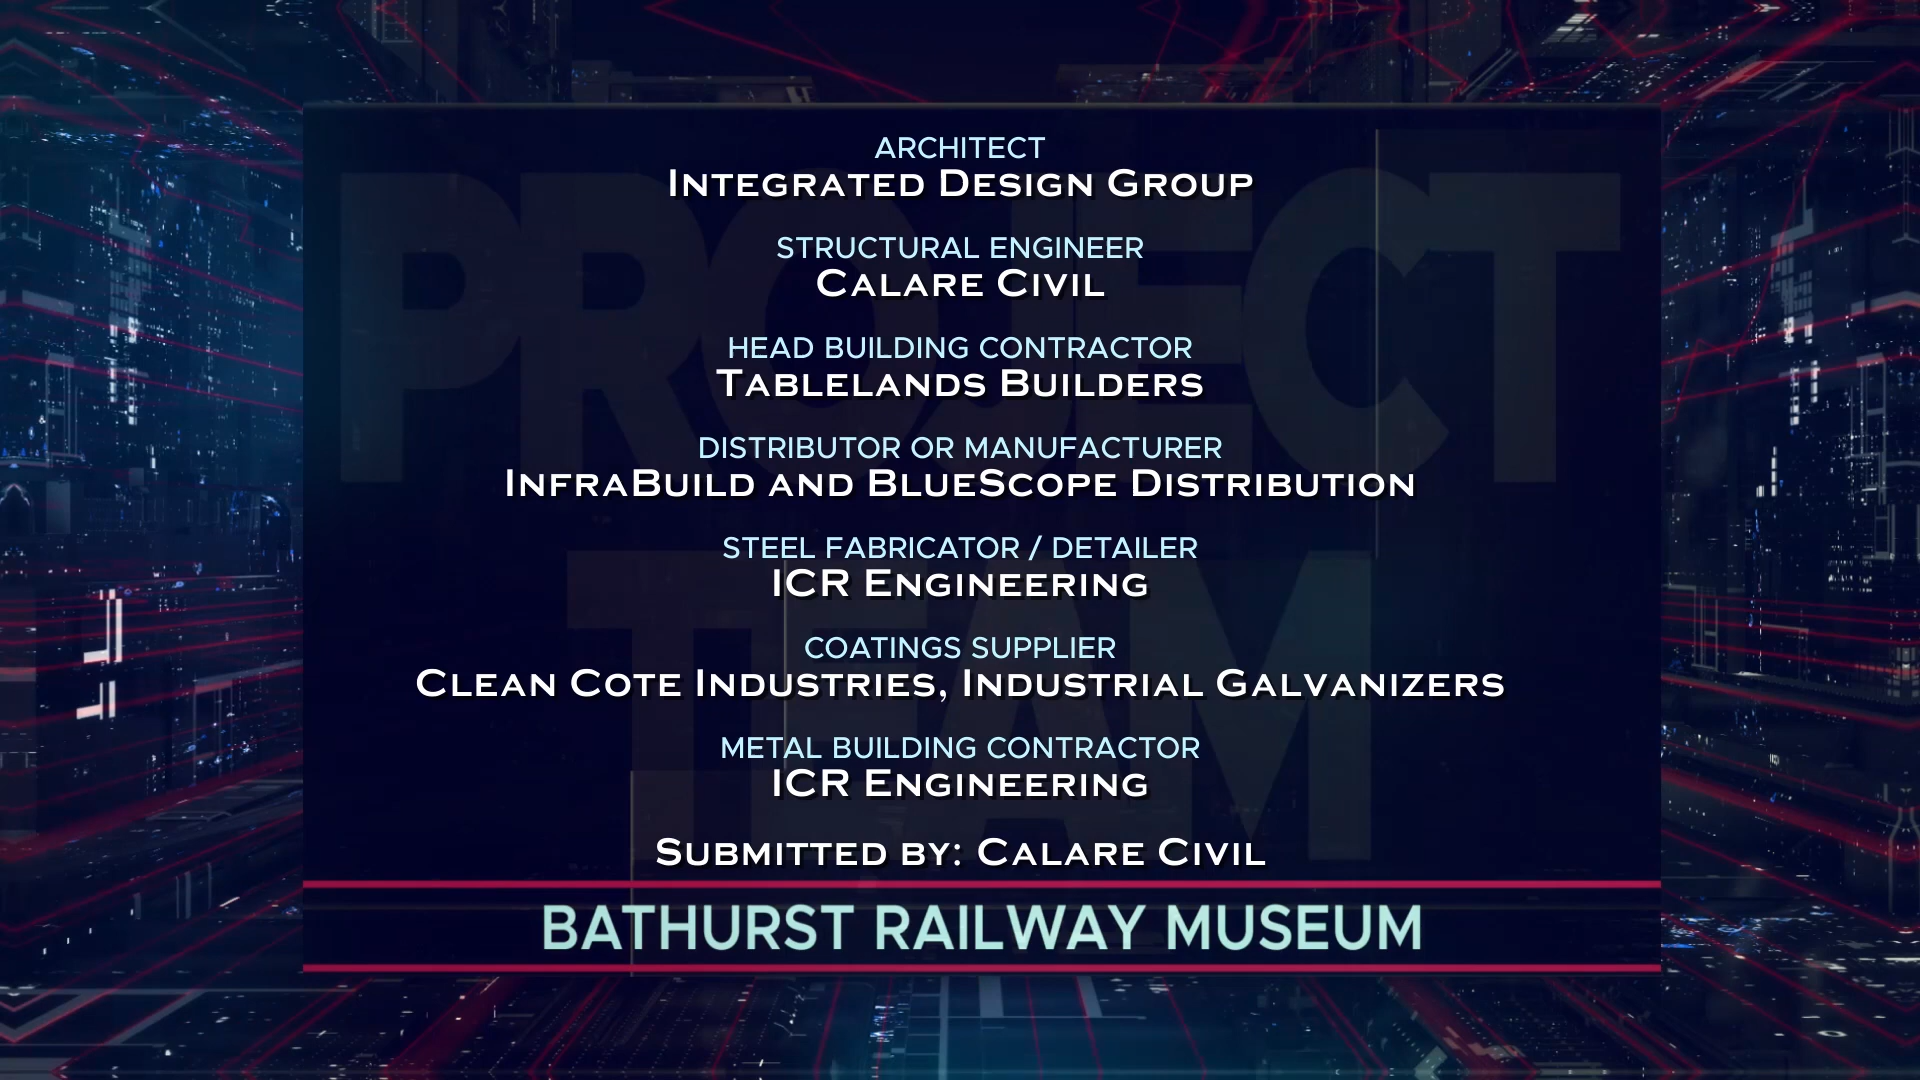 PROJECT
TEAM
ARCHITECT
Integrated Design Group
STRUCTURAL ENGINEER
Calare Civil
HEAD BUILDING CONTRACTOR
Tablelands Builders
DISTRIBUTOR OR MANUFACTURER
InfraBuild and BlueScope Distribution
STEEL FABRICATOR / DETAILER
ICR Engineering
COATINGS SUPPLIER
Clean Cote Industries, Industrial Galvanizers
METAL BUILDING CONTRACTOR
ICR Engineering
Submitted by: Calare Civil
BATHURST RAILWAY MUSEUM